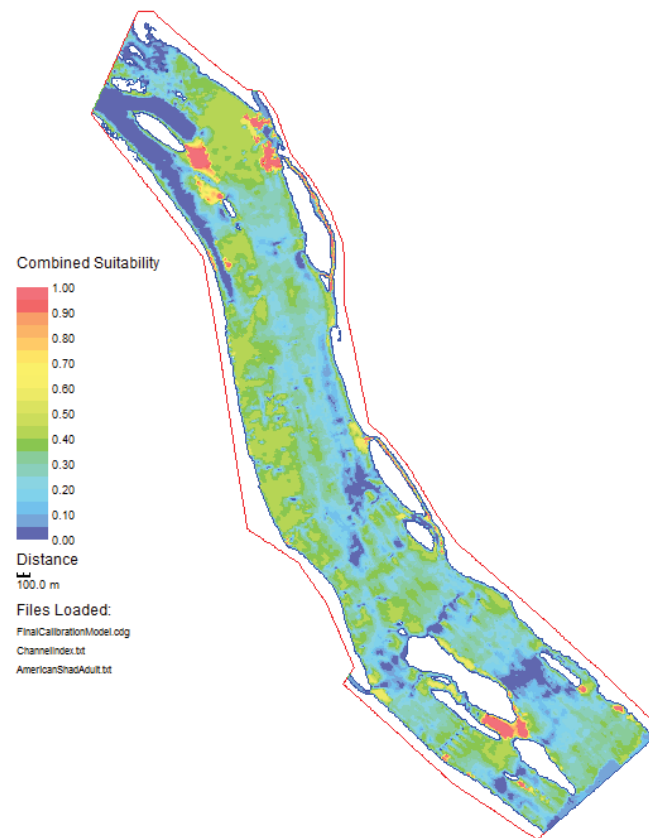 Combined Suitability
1.00
0.90
0.80
0.70
0.60
0.50
0.40
0.30
0.20
0.10
0.00
Distance
100.0 m
Files Loaded:
FinalCalibrationModel.cdg
ChannelIndex.txt
AmericanShadAdult.txt